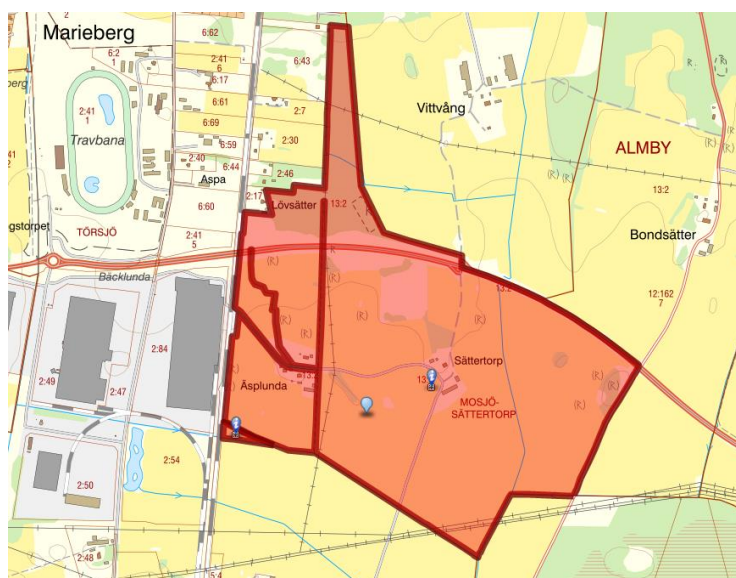 Marieberg
6:62
6:2
1
2:41
6
6:43
6:17
2:41
1
6:61
2:7
6:69
Vittvång
Travbana
6:59
2:30
2:40
6:44
ALMBY
Aspa
2:46
13:2
2:17
Lövsätter
13:2
R
6:60
gstorpet
TÖRSJÖ
2:41
5
Bondsätter
(R)
Bäcklunda
12:162
7
2:84
2:49
2:47
Sättertorp
Äsplunda
MOSJÖ-
SÄTTERTORP
2:54
2:50
2:48
5:4